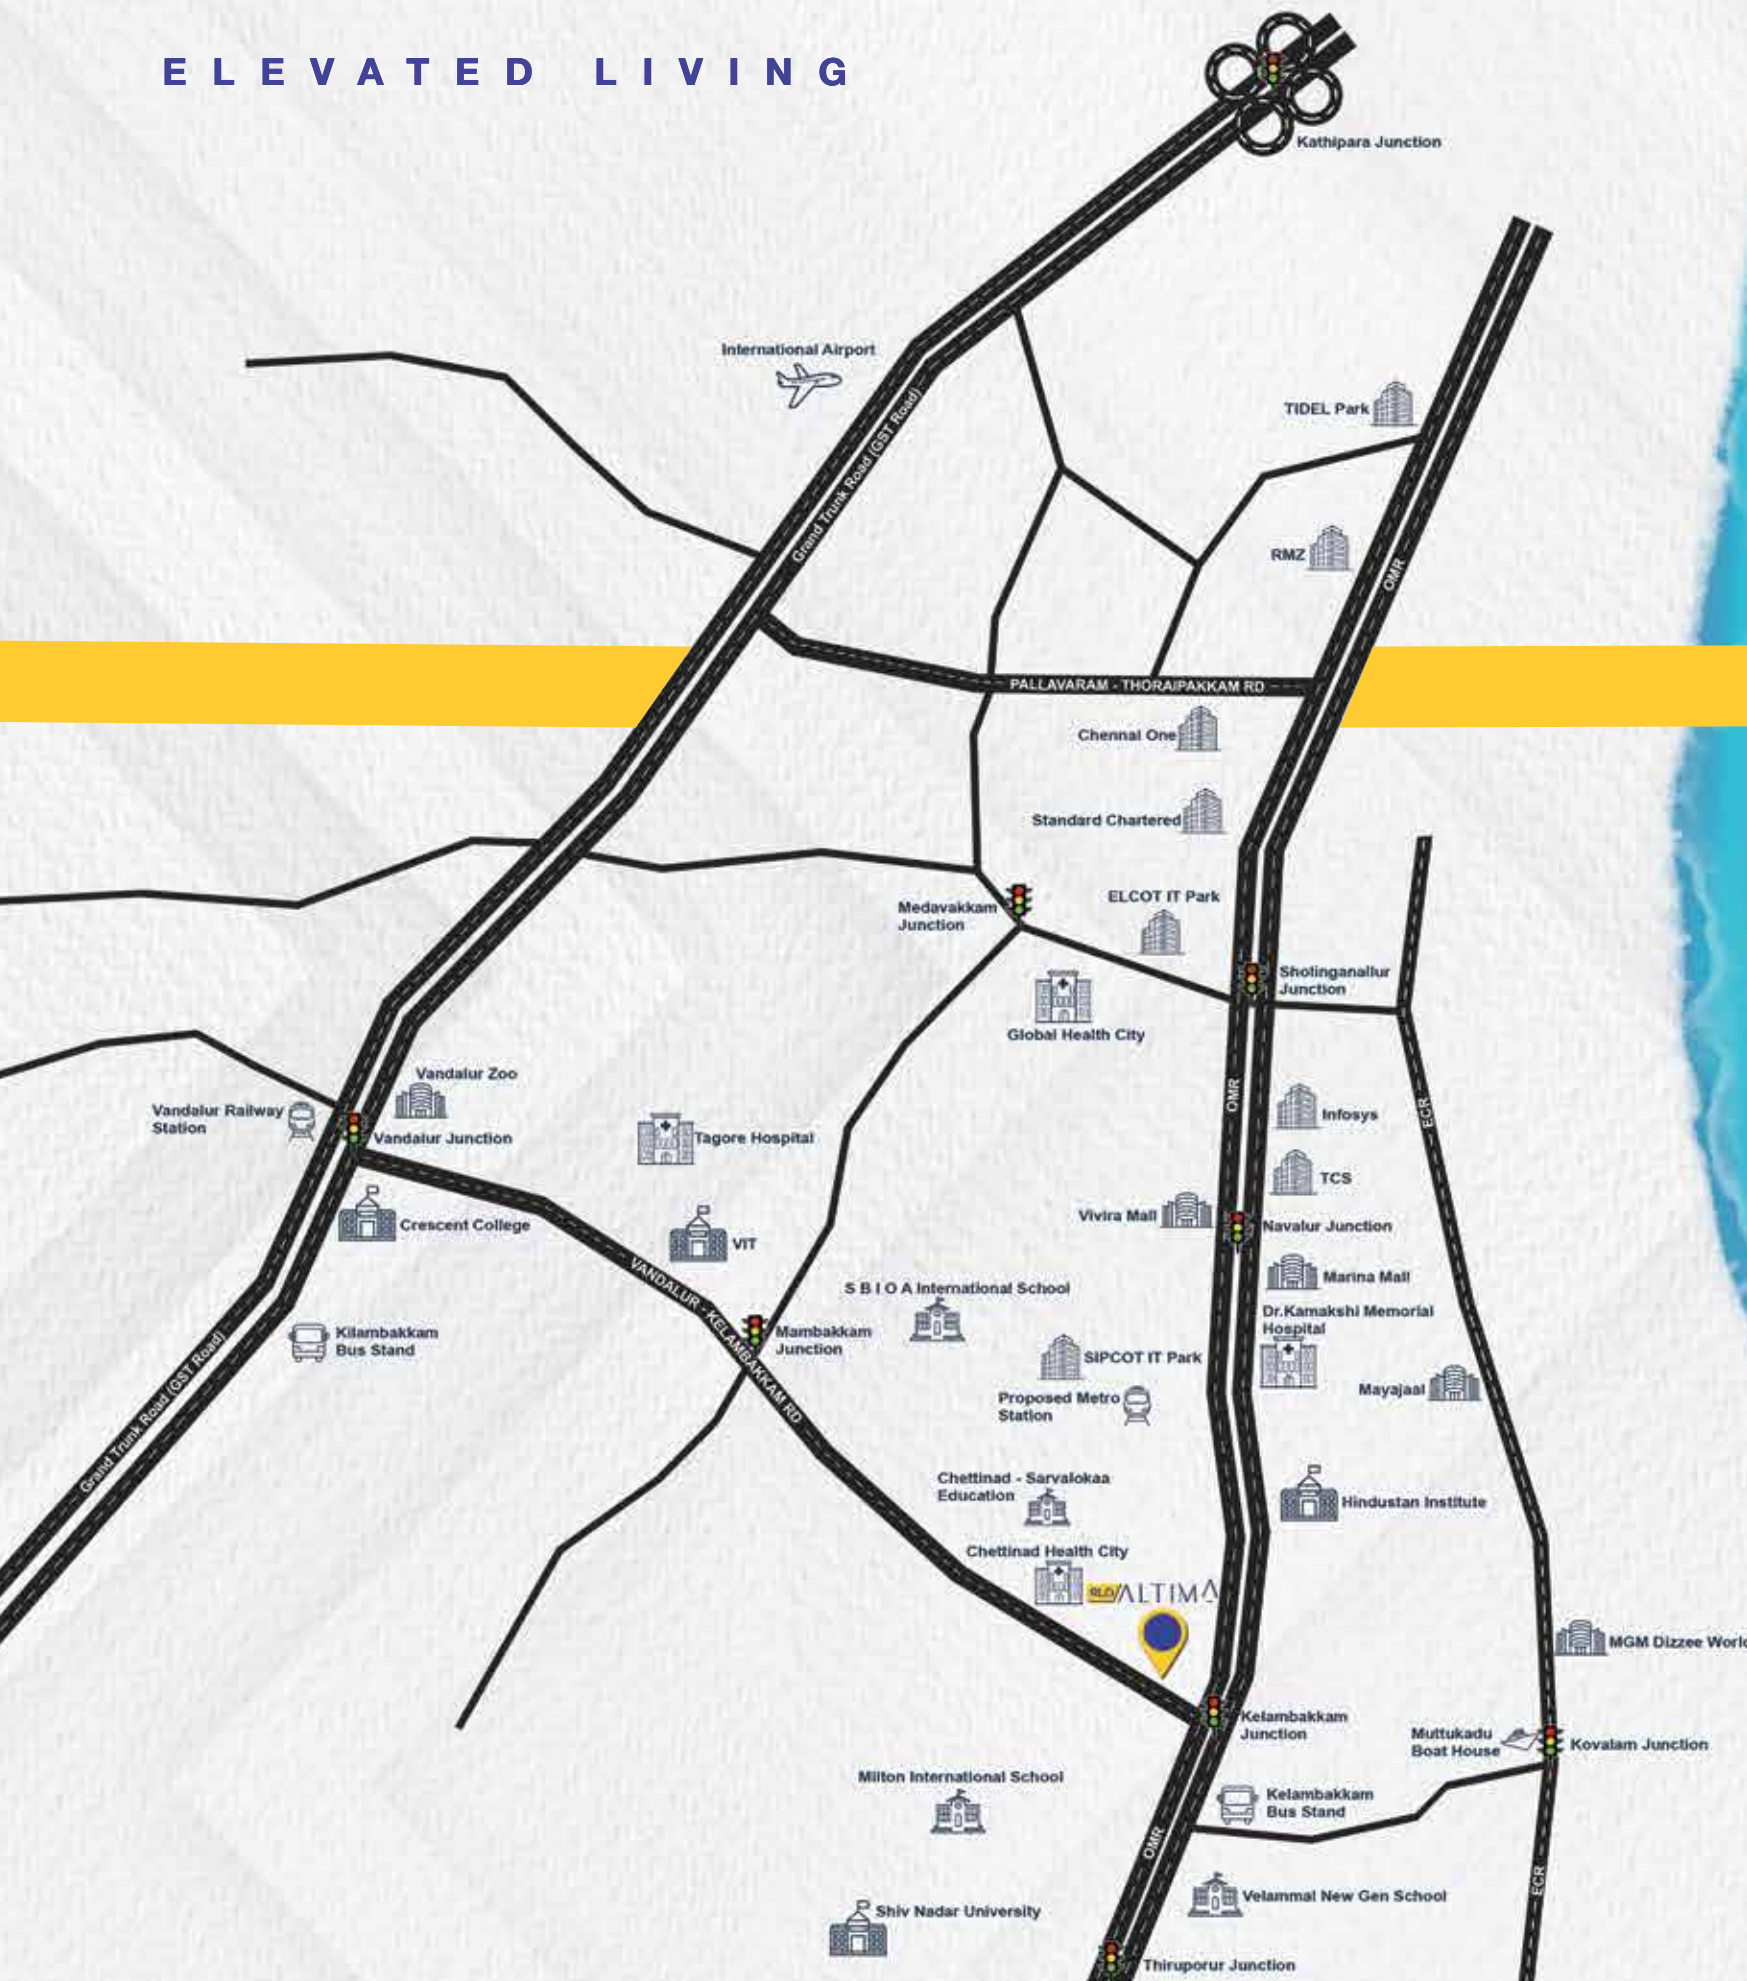 ELEVATED LIVING
Kathipara Junction
International Airport
Grand Trunk Road (GST Road)
TIDEL Park
RMZ
OMR
PALLAVARAM - THORAIPAKKAM RD
Chennai One
Standard Chartered
ELCOT IT Park
Medavakkam
Junction
Sholinganallur
Junction
Global Health City
Vandalur Zoo
Vandalur Railway
Station
Vandalur Junction
Tagore Hospital
OMR
ECR
Infosys
TCS
Crescent College
VIT
Vivira Mall
Navalur Junction
VANDALUR - KELAMBAKKAM RD
S B I O A International School
Marina Mall
Dr.Kamakshi Memorial
Hospital
Kilambakkam
Bus Stand
Mambakkam
Junction
SIPCOT IT Park
Mayajaal
Proposed Metro
Station
Grand Trunk Road (GST Road)
Chettinad - Sarvalokaa
Education
Hindustan Institute
Chettinad Health City
RLD ALTIMA
MGM Dizzee World
Kelambakkam
Junction
Muttukadu
Boat House
Kovalam Junction
Milton International School
Kelambakkam
Bus Stand
OMR
ECR
Velammal New Gen School
Shiv Nadar University
Thiruporur Junction